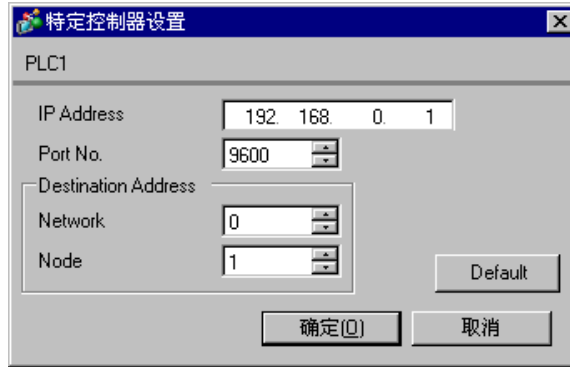 特定控制器设置
PLC1
IP Address 192. 168. 0. 1
Port No. 9600
Destination Address
Network 0
Node 1
Default
确定(O) 取消